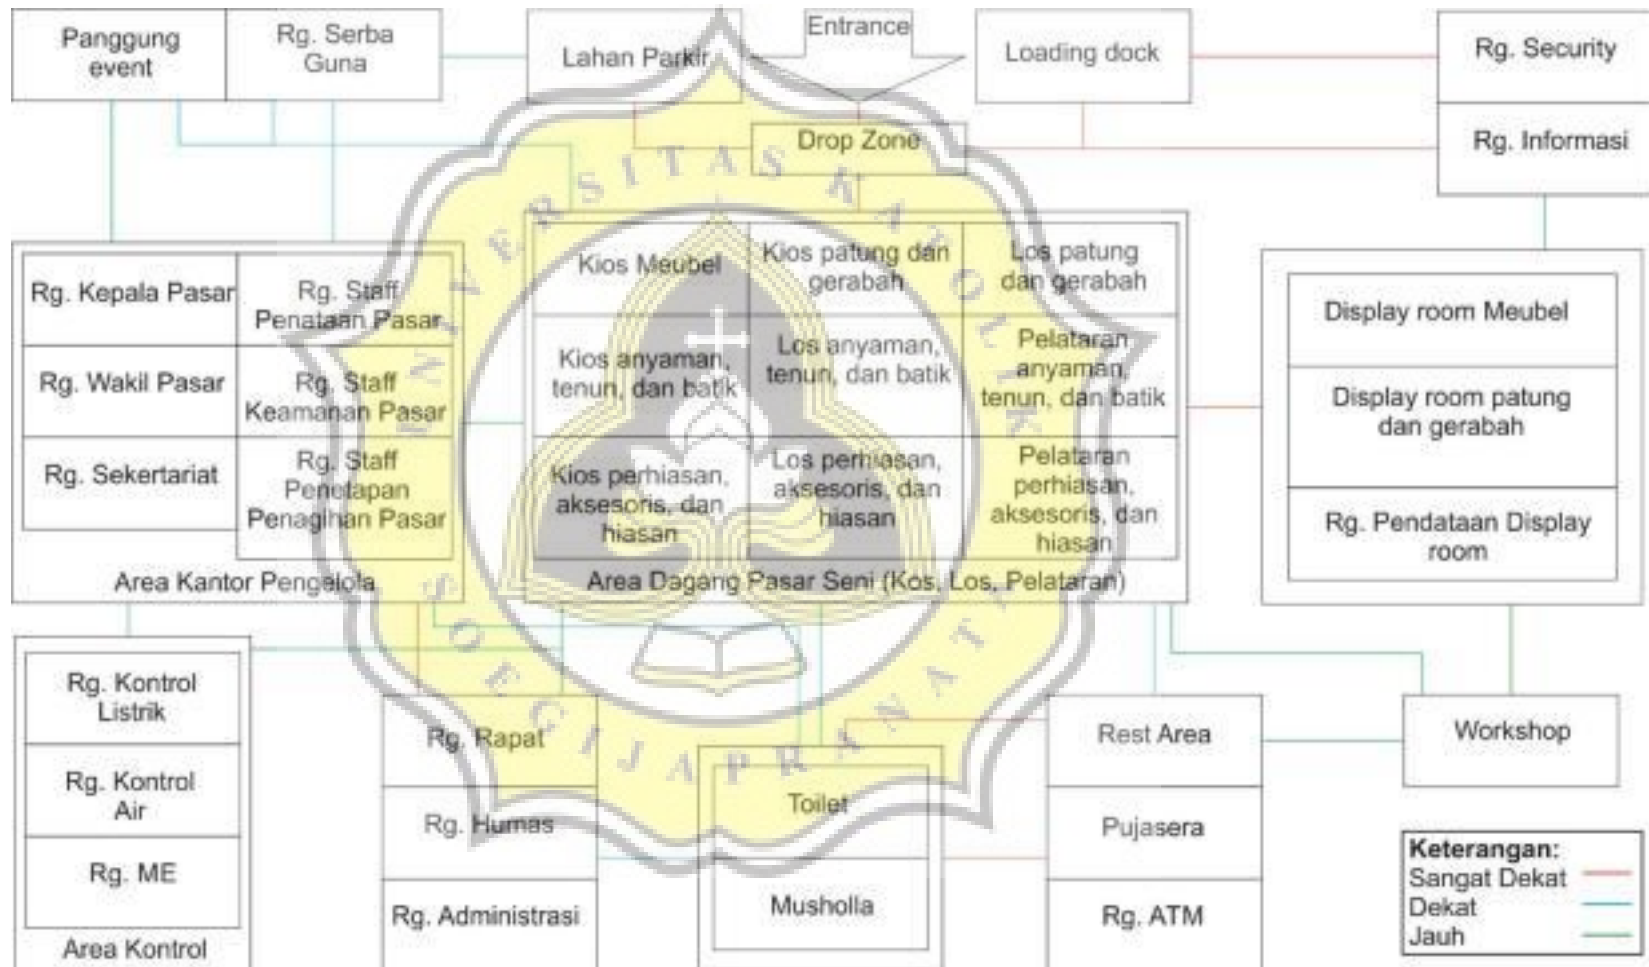 Panggung
event
Rg. Serba
Guna
Lahan Parkir
Entrance
Loading dock
Rg. Security
Drop Zone
Rg. Informasi
UNIVERSITAS KATOLIK
SOEGIJAPRANATA
Rg. Kepala Pasar
Rg. Staff
Penataan Pasar
Rg. Wakil Pasar
Rg. Staff
Keamanan Pasar
Rg. Sekertariat
Rg. Staff
Penetapan
Penagihan Pasar
Area Kantor Pengelola
Kios Meubel
Kios patung dan
gerabah
Los patung
dan gerabah
Kios anyaman,
tenun, dan batik
Los anyaman,
tenun, dan batik
Pelataran
anyaman,
tenun, dan batik
Kios perhiasan,
aksesoris, dan
hiasan
Los perhiasan,
aksesoris, dan
hiasan
Pelataran
perhiasan,
aksesoris, dan
hiasan
Area Dagang Pasar Seni (Kos, Los, Pelataran)
Display room Meubel
Display room patung
dan gerabah
Rg. Pendataan Display
room
Rg. Kontrol
Listrik
Rg. Kontrol
Air
Rg. ME
Area Kontrol
Rg. Rapat
Rg. Humas
Rg. Administrasi
Toilet
Musholla
Rest Area
Pujasera
Rg. ATM
Workshop
Keterangan:
Sangat Dekat
Dekat
Jauh